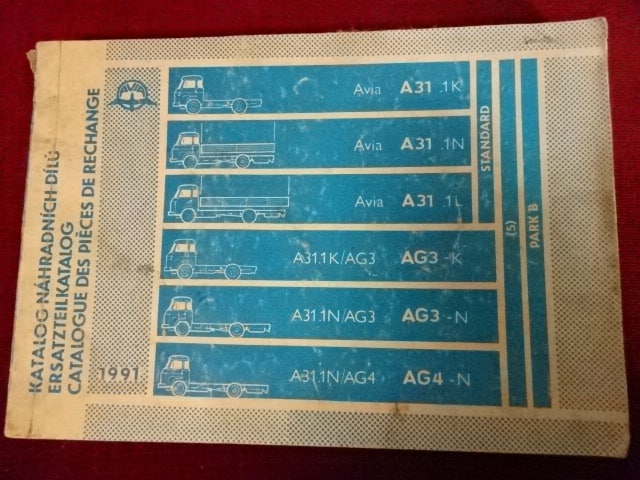 KATALOG NÁHRADNÍCH DÍLŮ
ERSATZTEILKATALOG
CATALOGUE DES PIÈCES DE RECHANGE
1991
Avia A31 .1K
Avia A31 .1N
Avia A31 .1L
A31.1K/AG3 AG3 -K
A31.1N/AG3 AG3 -N
A31.1N/AG4 AG4 -N
STANDARD
(5)
PARK B